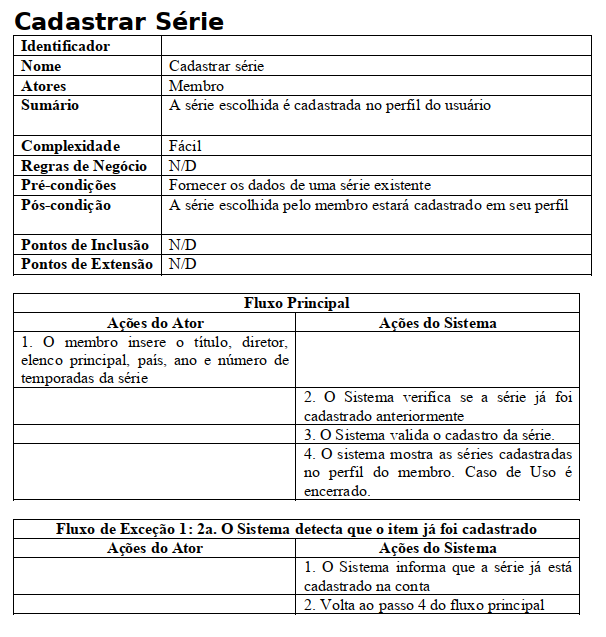 Cadastrar Série
Identificador
Nome Cadastrar série
Atores Membro
Sumário A série escolhida é cadastrada no perfil do usuário
Complexidade Fácil
Regras de Negócio N/D
Pré-condições Fornecer os dados de uma série existente
Pós-condição A série escolhida pelo membro estará cadastrado em seu perfil
Pontos de Inclusão N/D
Pontos de Extensão N/D
Fluxo Principal
Ações do Ator Ações do Sistema
1. O membro insere o título, diretor,
elenco principal, país, ano e número de
temporadas da série
2. O Sistema verifica se a série já foi
cadastrado anteriormente
3. O Sistema valida o cadastro da série.
4. O sistema mostra as séries cadastradas
no perfil do membro. Caso de Uso é
encerrado.
Fluxo de Exceção 1: 2a. O Sistema detecta que o item já foi cadastrado
Ações do Ator Ações do Sistema
1. O Sistema informa que a série já está
cadastrado na conta
2. Volta ao passo 4 do fluxo principal